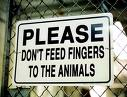 PLEASE
DON'T FEED FINGERS
TO THE ANIMALS